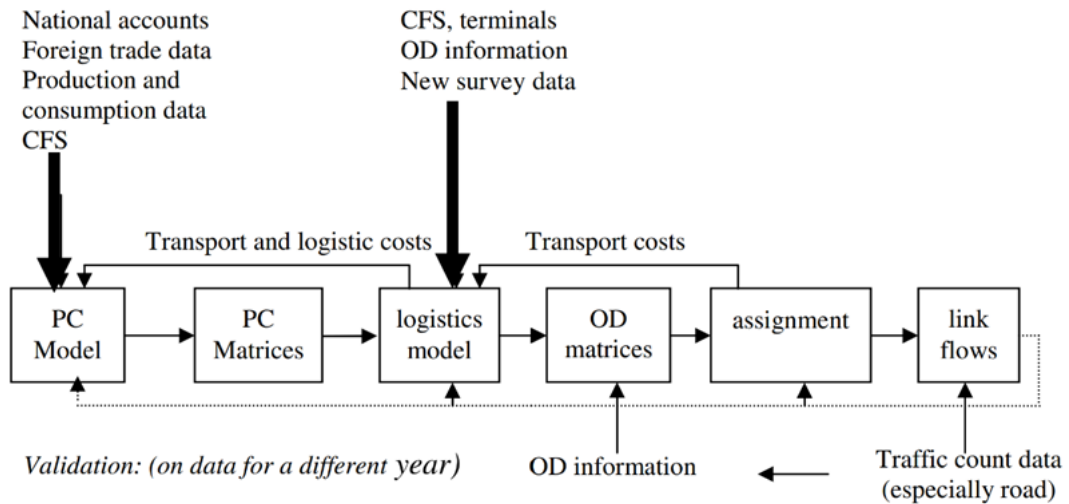 National accounts
Foreign trade data
Production and
consumption data
CFS
CFS, terminals
OD information
New survey data
Transport and logistic costs
Transport costs
PC
Model
PC
Matrices
logistics
model
OD
matrices
assignment
link
flows
Validation: (on data for a different year)
OD information
Traffic count data
(especially road)